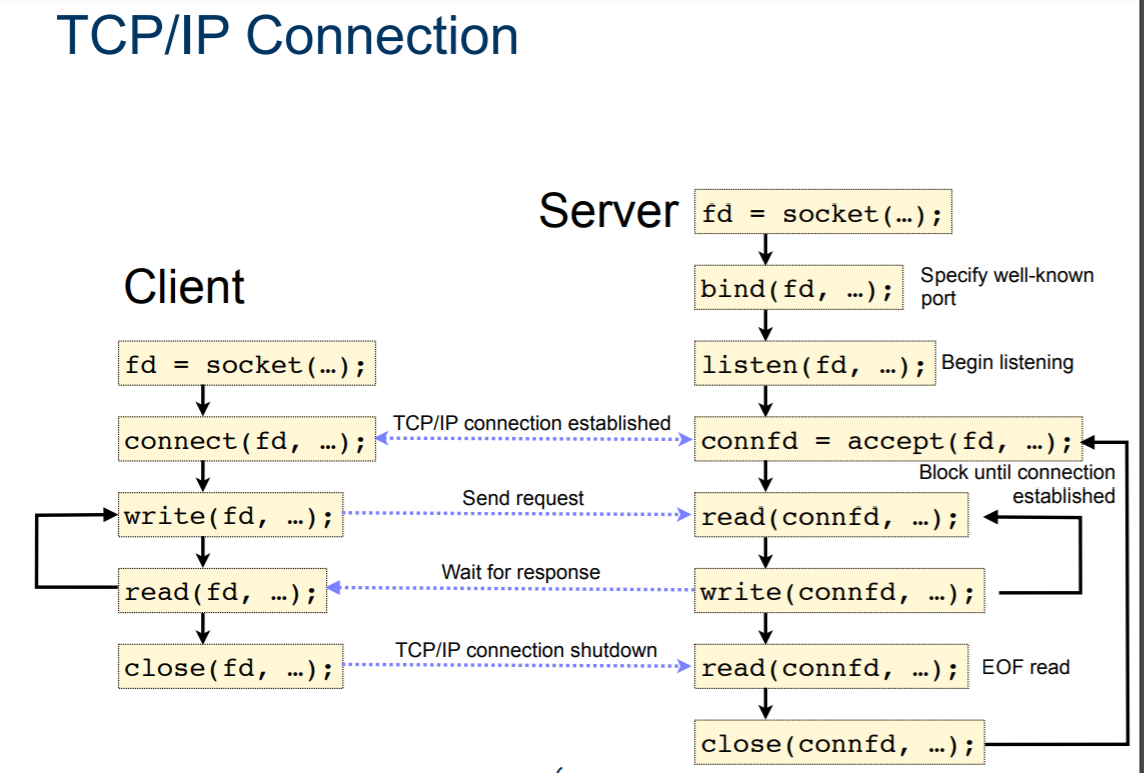 TCP/IP Connection
Server
fd = socket(…);
Client
bind(fd, …);
Specify well-known
port
fd = socket(…);
listen(fd, …);
Begin listening
connect(fd, …);
TCP/IP connection established
connfd = accept(fd, …);
Block until connection
established
write(fd, …);
Send request
read(connfd, …);
read(fd, …);
Wait for response
write(connfd, …);
close(fd, …);
TCP/IP connection shutdown
read(connfd, …);
EOF read
close(connfd, …);